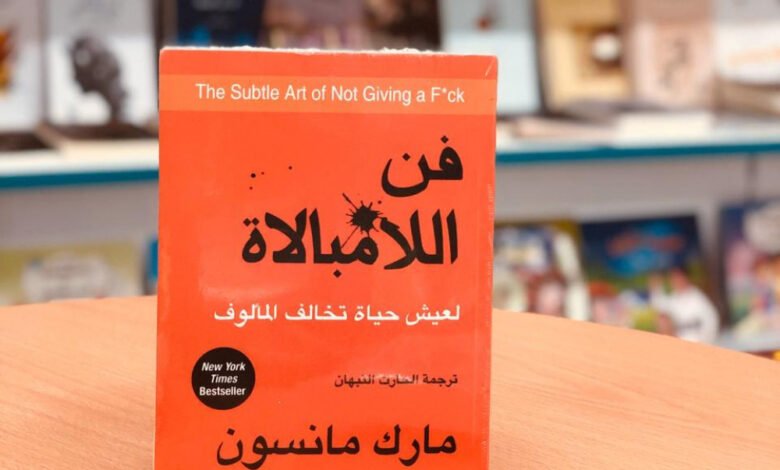 The Subtle Art of Not Giving a F*ck
فن
اللامبالاة
لعيش حياة تخالف المألوف
New York
Times
Bestseller
ترجمة الحارث النبهان
مارك مانسون